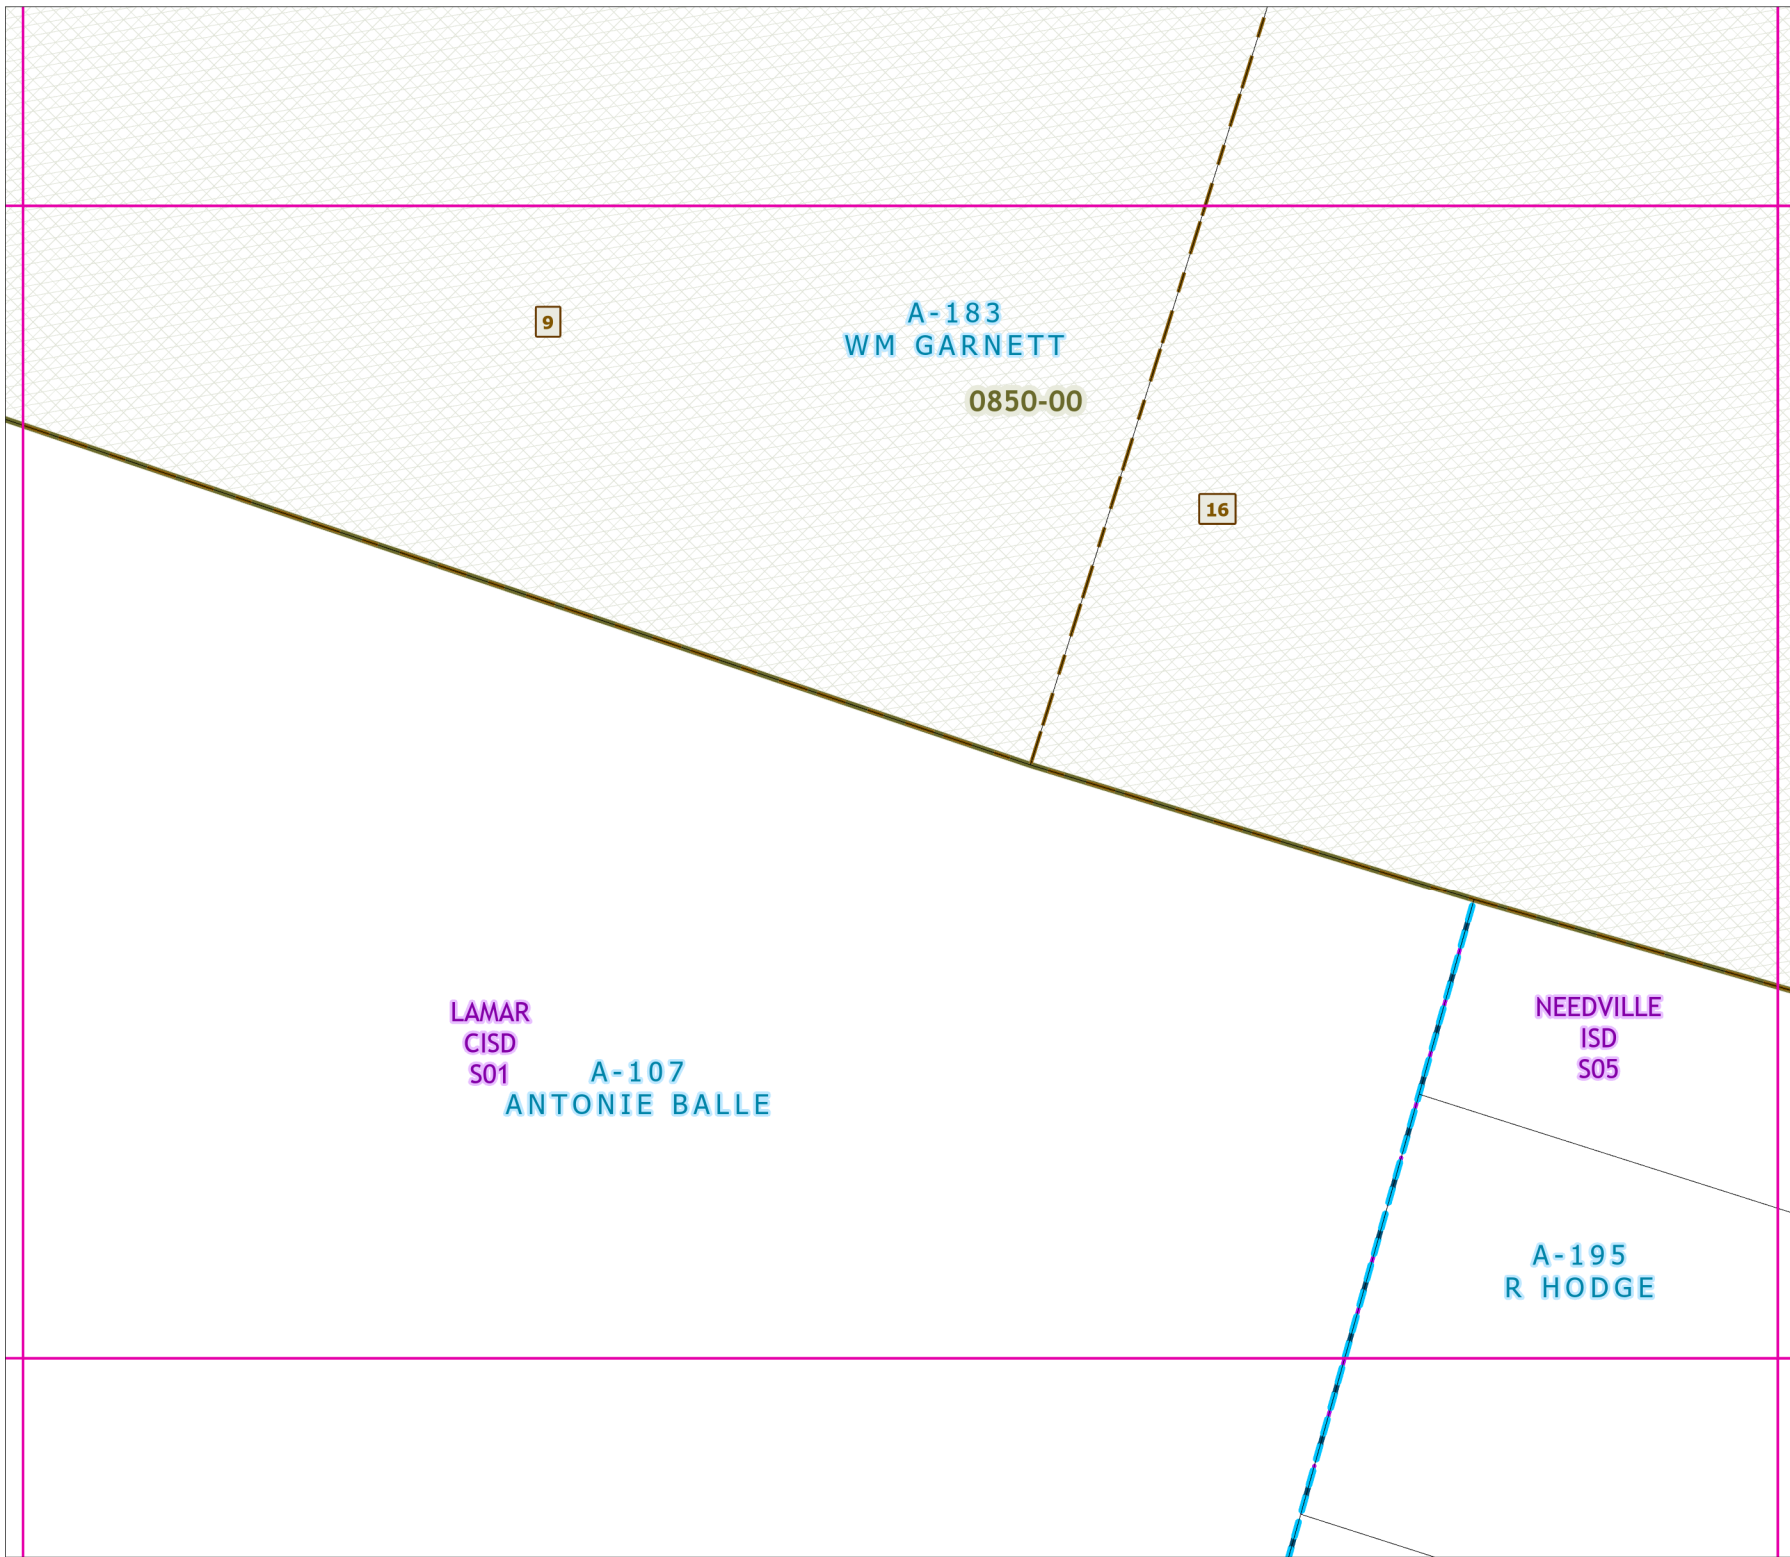 A-183
WM GARNETT
9
0850-00
16
LAMAR
CISD
S01
A-107
ANTONIE BALLE
NEEDVILLE
ISD
S05
A-195
R HODGE